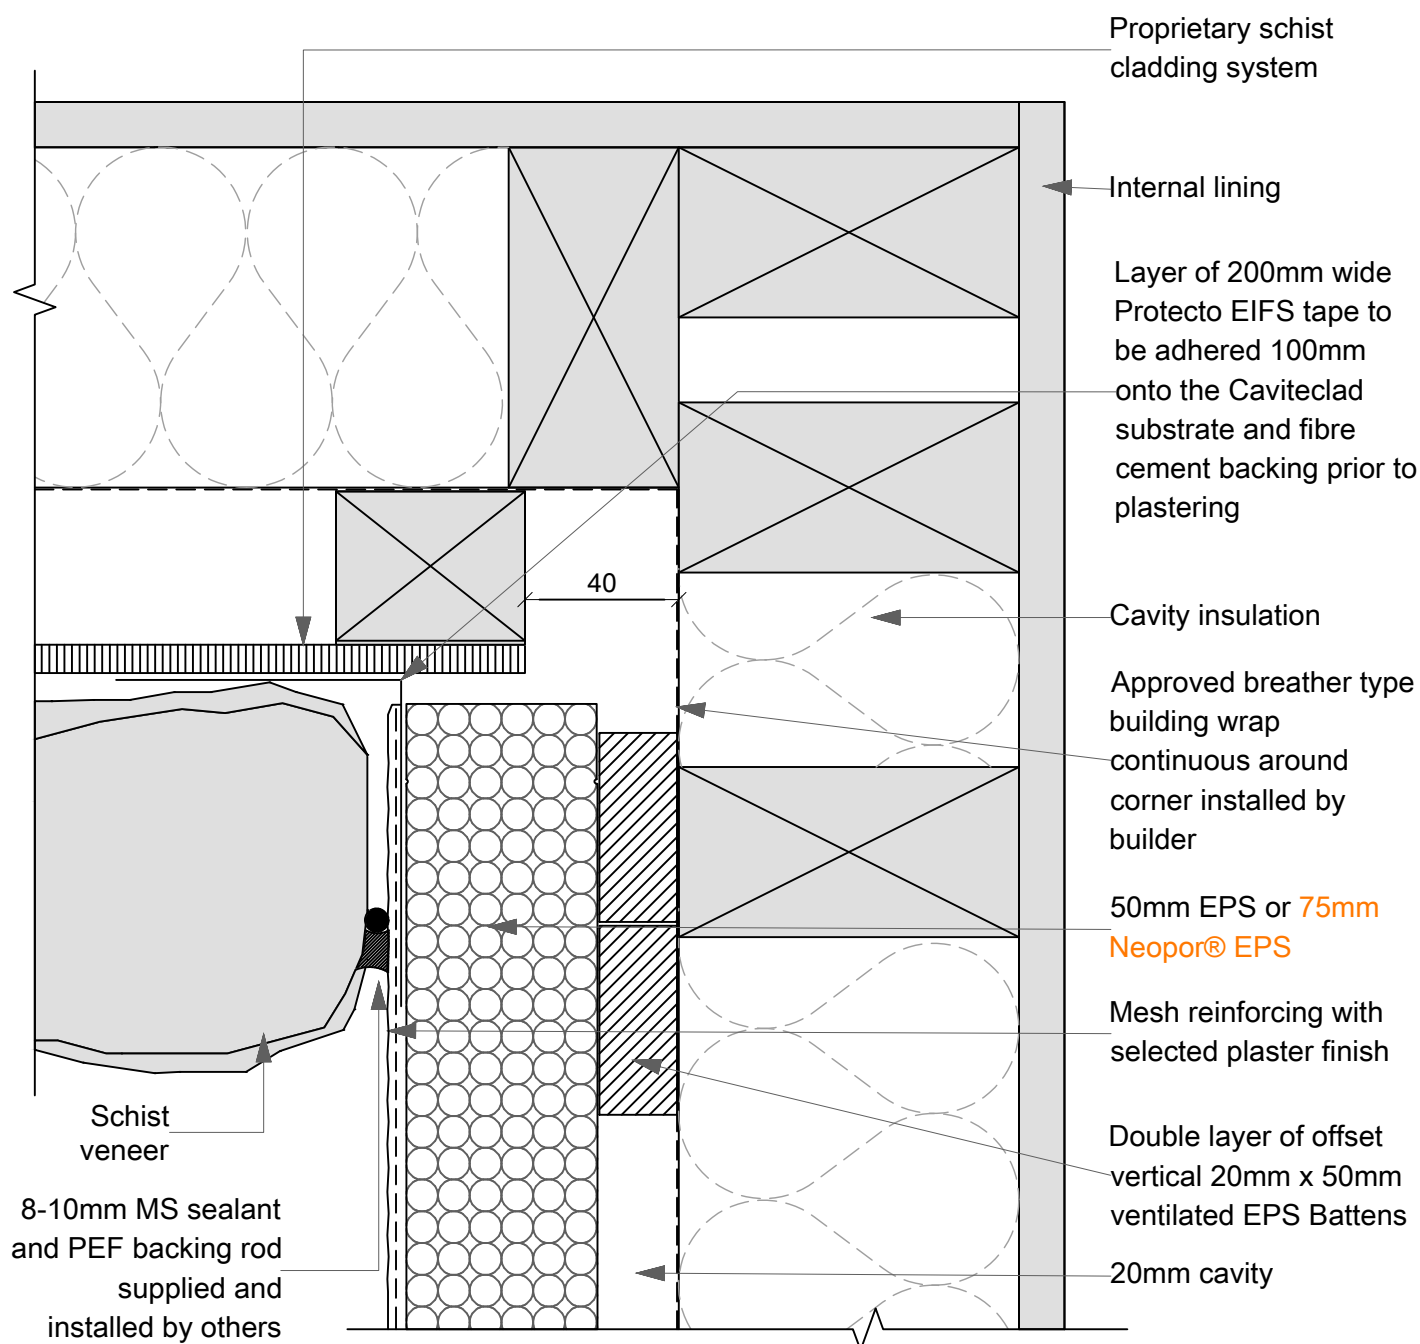 Proprietary schist
cladding system
Internal lining
Layer of 200mm wide
Protecto EIFS tape to
be adhered 100mm
onto the Caviteclad
substrate and fibre
cement backing prior to
plastering
40
Cavity insulation
Approved breather type
building wrap
continuous around
corner installed by
builder
50mm EPS or 75mm
Neopor® EPS
Mesh reinforcing with
selected plaster finish
Schist
veneer
Double layer of offset
vertical 20mm x 50mm
ventilated EPS Battens
8-10mm MS sealant
and PEF backing rod
supplied and
installed by others
20mm cavity